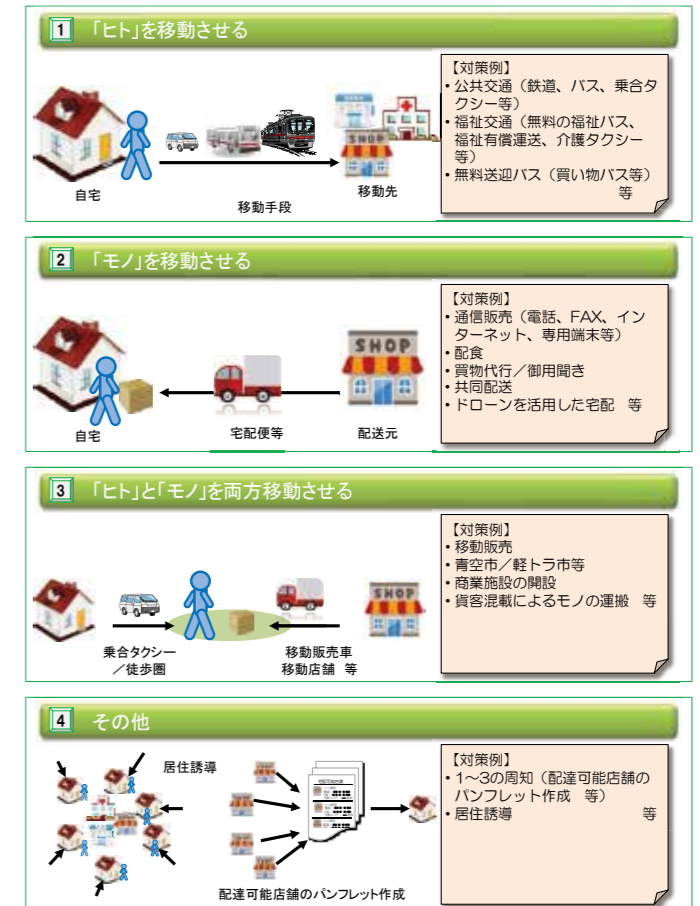 1 「ヒト」を移動させる
自宅
移動手段
SHOP
移動先
【対策例】
・公共交通（鉄道、バス、乗合タ
クシー等）
・福祉交通（無料の福祉バス、
福祉有償運送、介護タクシー
等）
・無料送迎バス（買い物バス等）
等
2 「モノ」を移動させる
自宅
宅配便等
SHOP
配送元
【対策例】
・通信販売（電話、FAX、イン
ターネット、専用端末等）
・配食
・買物代行／御用聞き
・共同配送
・ドローンを活用した宅配　等
3 「ヒト」と「モノ」を両方移動させる
乗合タクシー
／徒歩圏
移動販売車
移動店舗　等
SHOP
【対策例】
・移動販売
・青空市／軽トラ市等
・商業施設の開設
・貨客混載によるモノの運搬　等
4 その他
居住誘導
配達可能店舗のパンフレット作成
【対策例】
・1～3の周知（配達可能店舗の
パンフレット作成　等）
・居住誘導　等